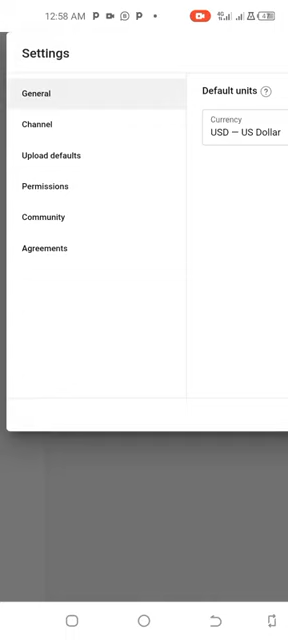 12:58 AM
Settings
General
Channel
Upload defaults
Permissions
Community
Agreements
Default units ?
Currency
USD — US Dollar